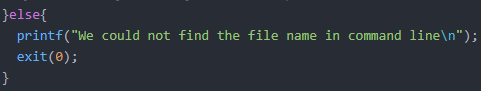 }else{
  printf("We could not find the file name in command line\n");
  exit(0);
}